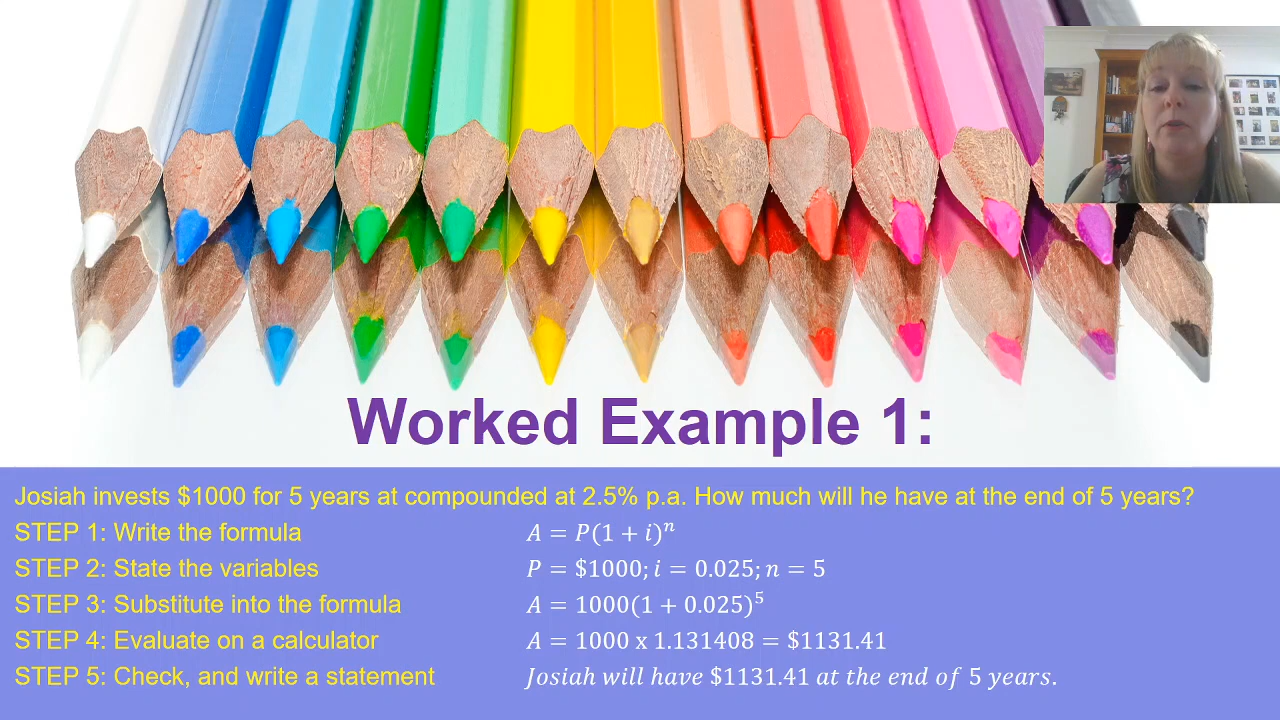 Worked Example 1:
Josiah invests $1000 for 5 years at compounded at 2.5% p.a. How much will he have at the end of 5 years?
STEP 1: Write the formula A = P(1 + i)ⁿ
STEP 2: State the variables P = $1000; i = 0.025; n = 5
STEP 3: Substitute into the formula A = 1000(1 + 0.025)⁵
STEP 4: Evaluate on a calculator A = 1000 x 1.131408 = $1131.41
STEP 5: Check, and write a statement Josiah will have $1131.41 at the end of 5 years.